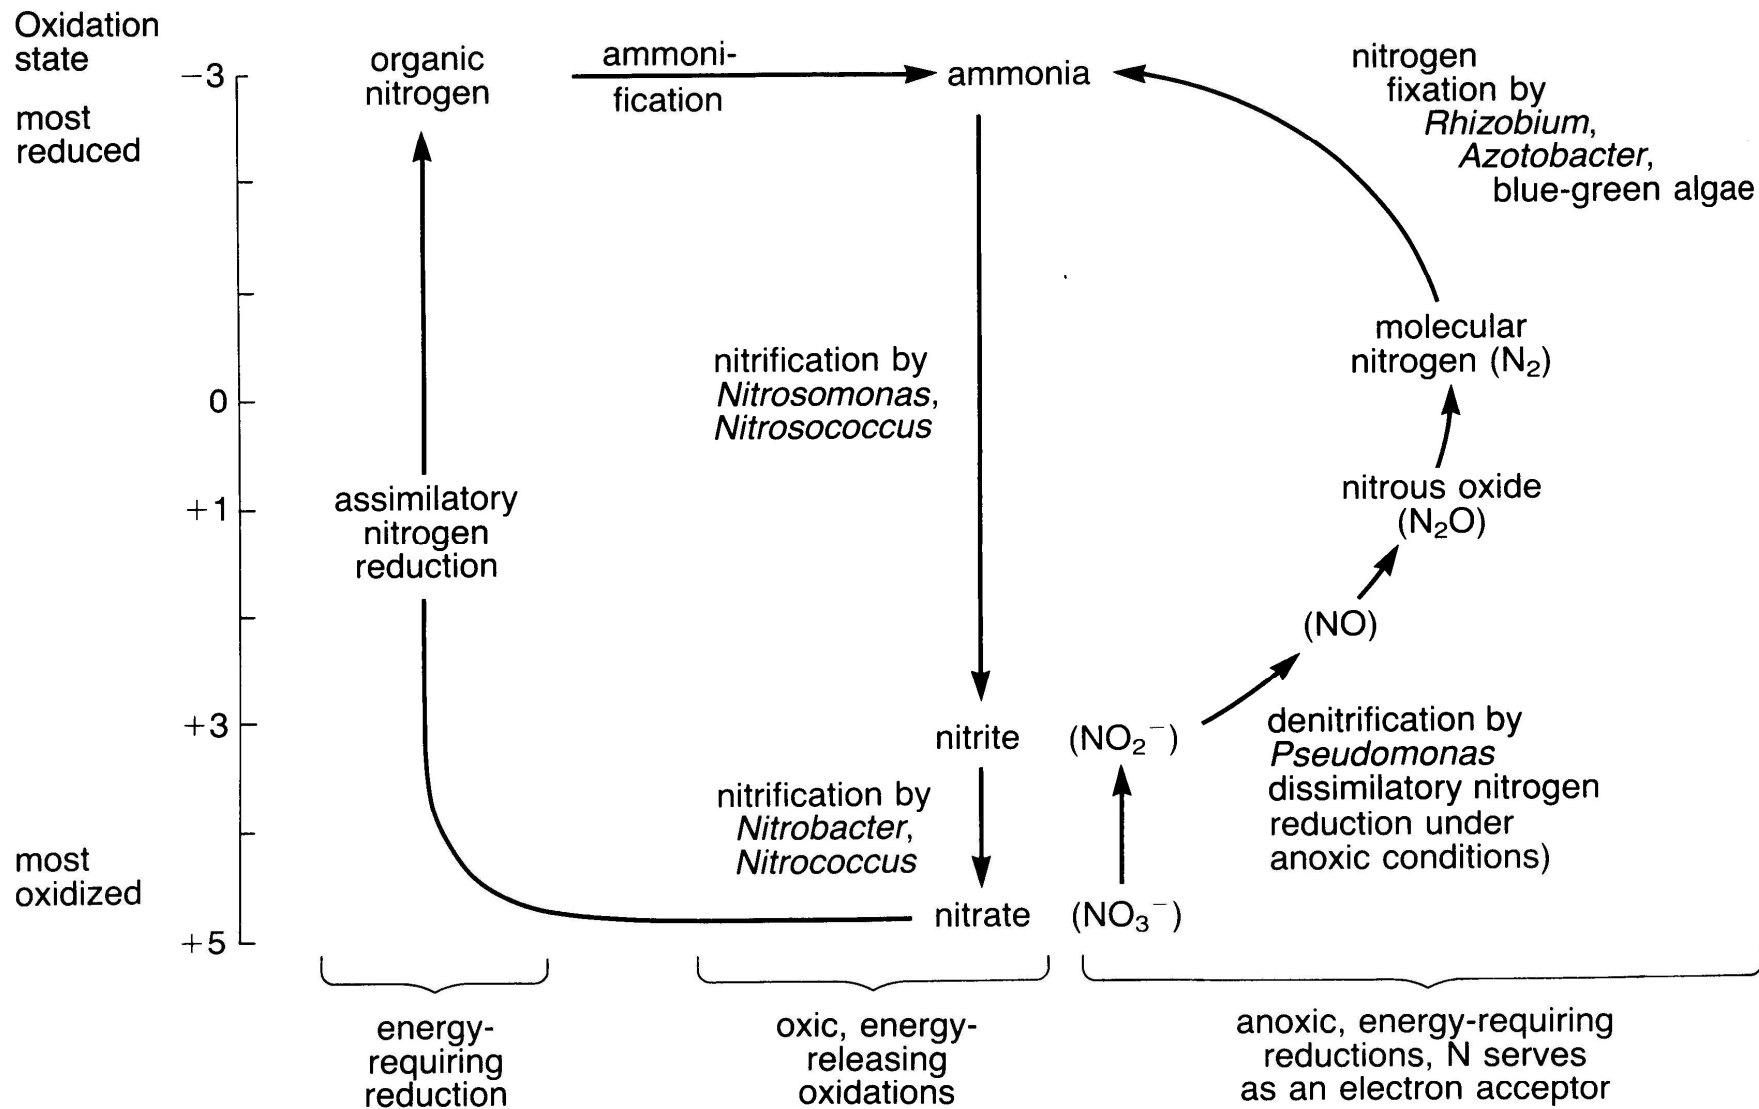 Oxidation
state
−3
most
reduced
0
+1
+3
most
oxidized
+5
organic
nitrogen
ammoni-
fication
ammonia
nitrogen
fixation by
Rhizobium,
Azotobacter,
blue-green algae
molecular
nitrogen (N₂)
nitrification by
Nitrosomonas,
Nitrosococcus
assimilatory
nitrogen
reduction
nitrous oxide
(N₂O)
(NO)
nitrite (NO₂⁻)
denitrification by
Pseudomonas
dissimilatory nitrogen
reduction under
anoxic conditions)
nitrification by
Nitrobacter,
Nitrococcus
nitrate (NO₃⁻)
energy-
requiring
reduction
oxic, energy-
releasing
oxidations
anoxic, energy-requiring
reductions, N serves
as an electron acceptor